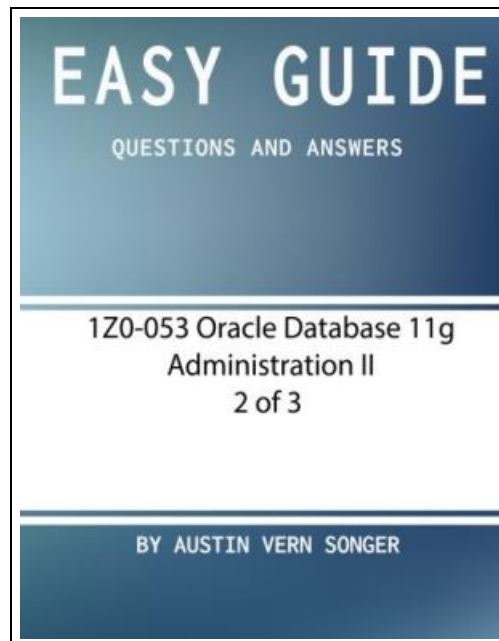 EASY GUIDE
QUESTIONS AND ANSWERS
1Z0-053 Oracle Database 11g
Administration II
2 of 3
BY AUSTIN VERN SONGER